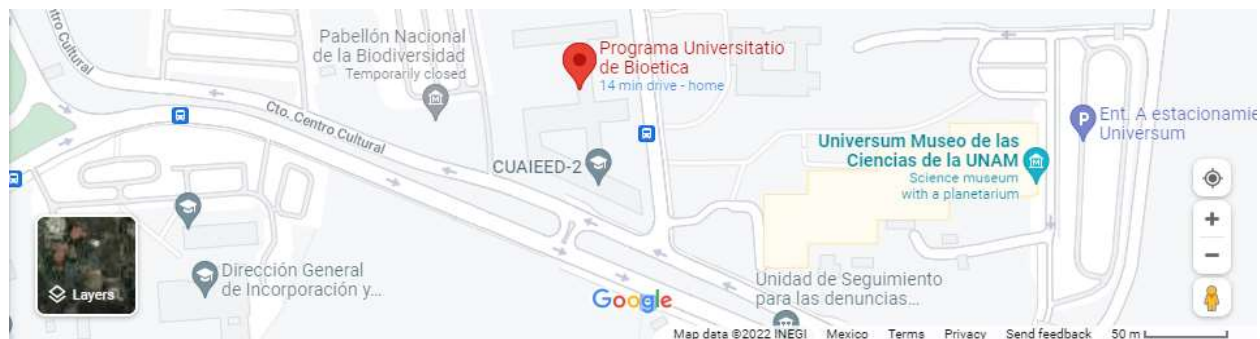 tro Cultural
Pabellón Nacional
de la Biodiversidad
Temporarily closed
Programa Universitatio
de Bioetica
14 min drive - home
Cto. Centro Cultural
CUAIEED-2
Universum Museo de las
Ciencias de la UNAM
Science museum
with a planetarium
P
Ent. A estacionamie
Universum
Dirección General
de Incorporación y...
Unidad de Seguimiento
para las denuncias...
Layers
Google
Map data ©2022 INEGI Mexico Terms Privacy Send feedback 50 m